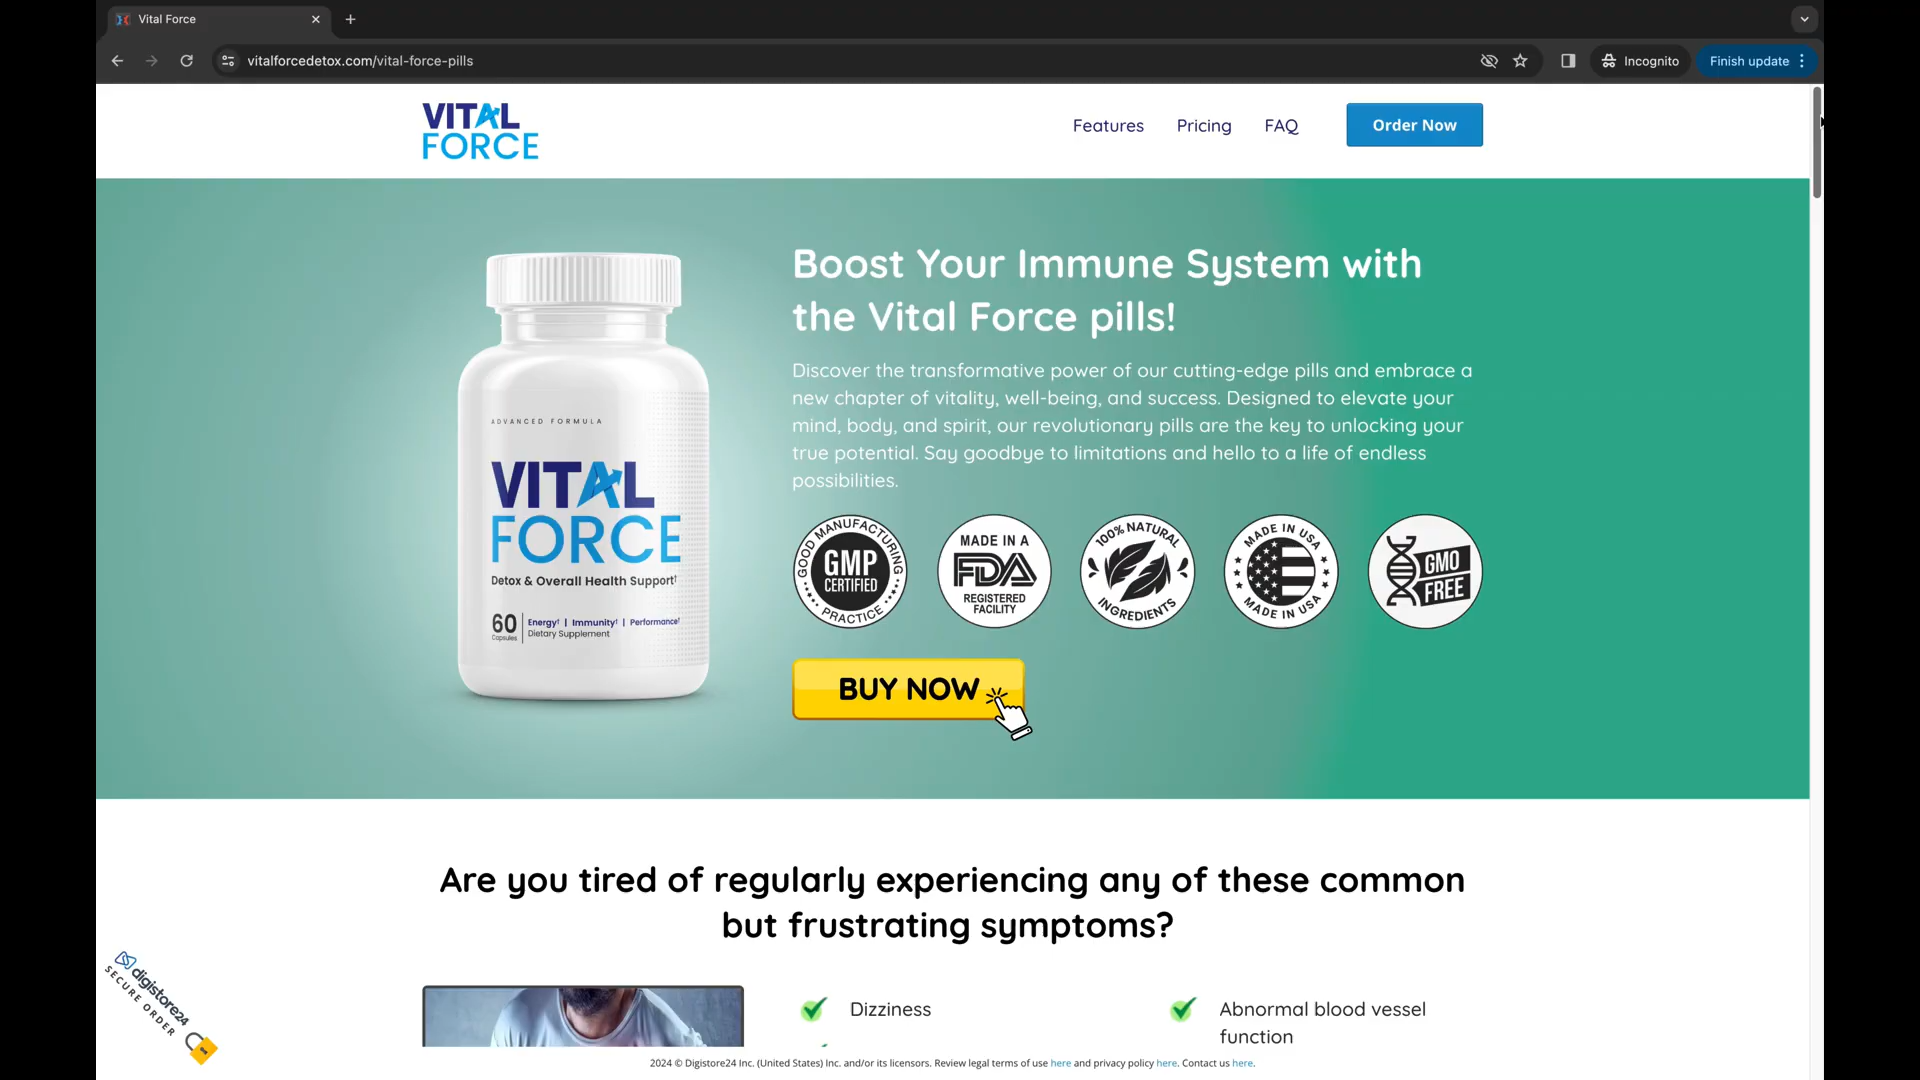 Vital Force
vitalforcedetox.com/vital-force-pills
Incognito
Finish update
VITAL
FORCE
Features
Pricing
FAQ
Order Now
Boost Your Immune System with
the Vital Force pills!
Discover the transformative power of our cutting-edge pills and embrace a
new chapter of vitality, well-being, and success. Designed to elevate your
mind, body, and spirit, our revolutionary pills are the key to unlocking your
true potential. Say goodbye to limitations and hello to a life of endless
possibilities.
ADVANCED FORMULA
VITAL
FORCE
Detox & Overall Health Support†
60
Capsules
Energy† | Immunity† | Performance†
Dietary Supplement
GOOD MANUFACTURING
GMP
CERTIFIED
PRACTICE
MADE IN A
FDA
REGISTERED
FACILITY
100% NATURAL
INGREDIENTS
MADE IN USA
MADE IN USA
GMO
FREE
BUY NOW
Are you tired of regularly experiencing any of these common
but frustrating symptoms?
Dizziness
Abnormal blood vessel
function
digistore24
SECURE ORDER
2024 © Digistore24 Inc. (United States) Inc. and/or its licensors. Review legal terms of use here and privacy policy here. Contact us here.